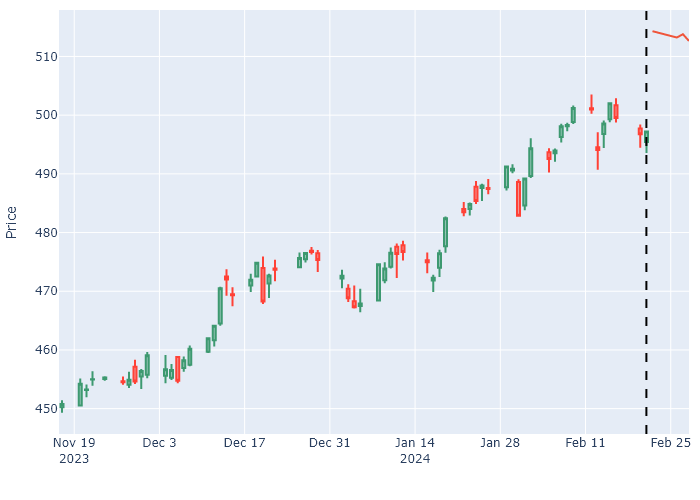 Price
510
500
490
480
470
460
450
Nov 19
2023
Dec 3
Dec 17
Dec 31
Jan 14
2024
Jan 28
Feb 11
Feb 25